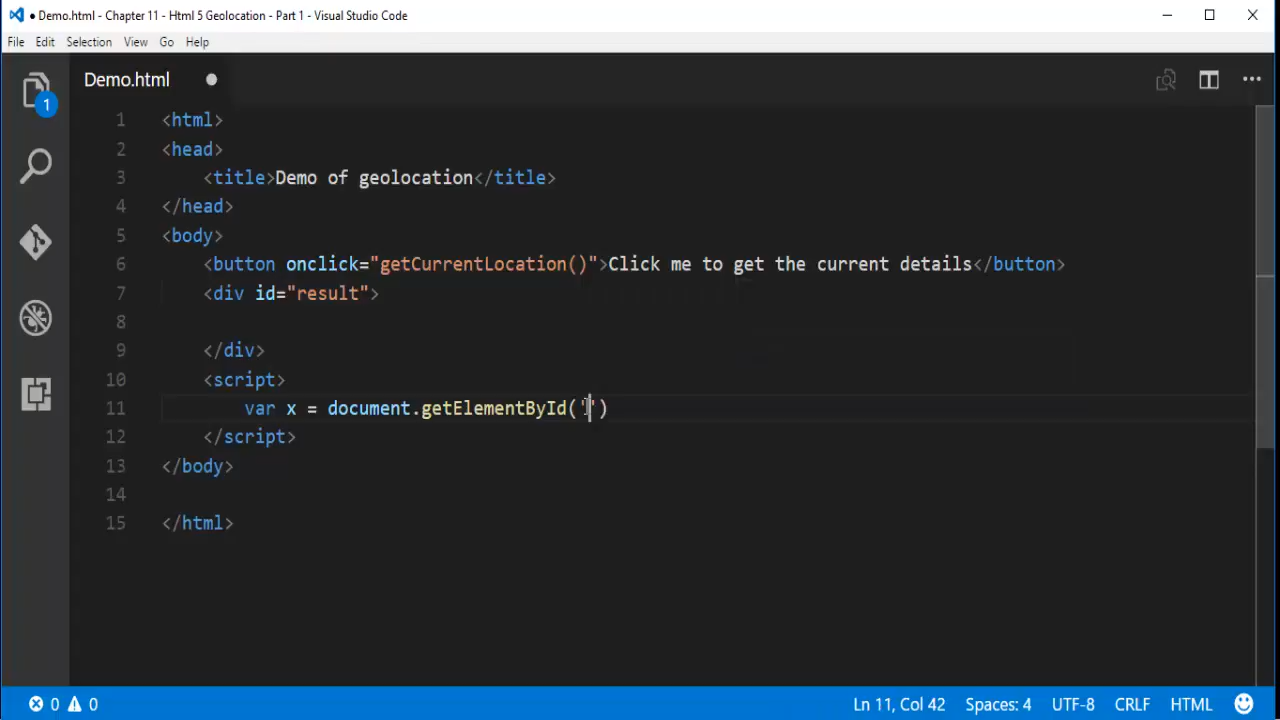 ● Demo.html - Chapter 11 - Html 5 Geolocation - Part 1 - Visual Studio Code
File Edit Selection View Go Help
Demo.html
1
1 <html>
2 <head>
3 <title>Demo of geolocation</title>
4 </head>
5 <body>
6 <button onclick="getCurrentLocation()">Click me to get the current details</button>
7 <div id="result">
8
9 </div>
10 <script>
11 var x = document.getElementById('')
12 </script>
13 </body>
14
15 </html>
0 0 Ln 11, Col 42 Spaces: 4 UTF-8 CRLF HTML